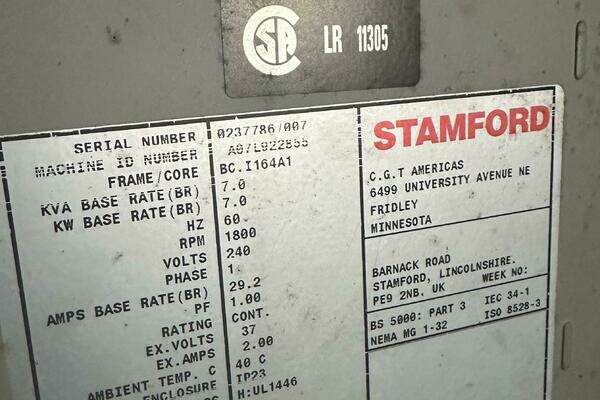 CSA LR 11305
SERIAL NUMBER 0237786/007
MACHINE ID NUMBER A07L922855
FRAME/CORE BC.I164A1
KVA BASE RATE(BR) 7.0
KW BASE RATE(BR) 7.0
HZ 60
RPM 1800
VOLTS 240
PHASE 1
AMPS BASE RATE(BR) 29.2
PF 1.00
RATING CONT.
EX.VOLTS 37
EX.AMPS 2.00
AMBIENT TEMP. C 40 C
ENCLOSURE IP23
H:UL1446
STAMFORD
C.G.T AMERICAS
6499 UNIVERSITY AVENUE NE
FRIDLEY
MINNESOTA
BARNACK ROAD
STAMFORD, LINCOLNSHIRE.
PE9 2NB. UK WEEK NO:
BS 5000: PART 3 IEC 34-1
NEMA MG 1-32 ISO 8528-3